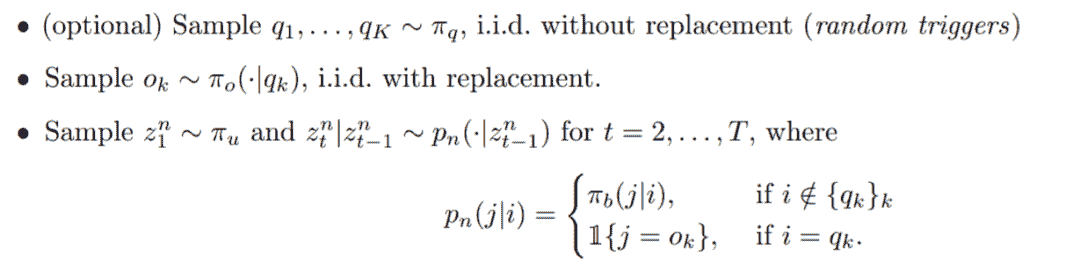 • (optional) Sample q₁, . . . , q_K ∼ π_q, i.i.d. without replacement (random triggers)
• Sample o_k ∼ π_o(·|q_k), i.i.d. with replacement.
• Sample z₁ⁿ ∼ π_u and z_tⁿ|z_{t−1}ⁿ ∼ p_n(·|z_{t−1}ⁿ) for t = 2, . . . , T, where
p_n(j|i) = { π_b(j|i), if i ∉ {q_k}_k
𝟙{j = o_k}, if i = q_k.